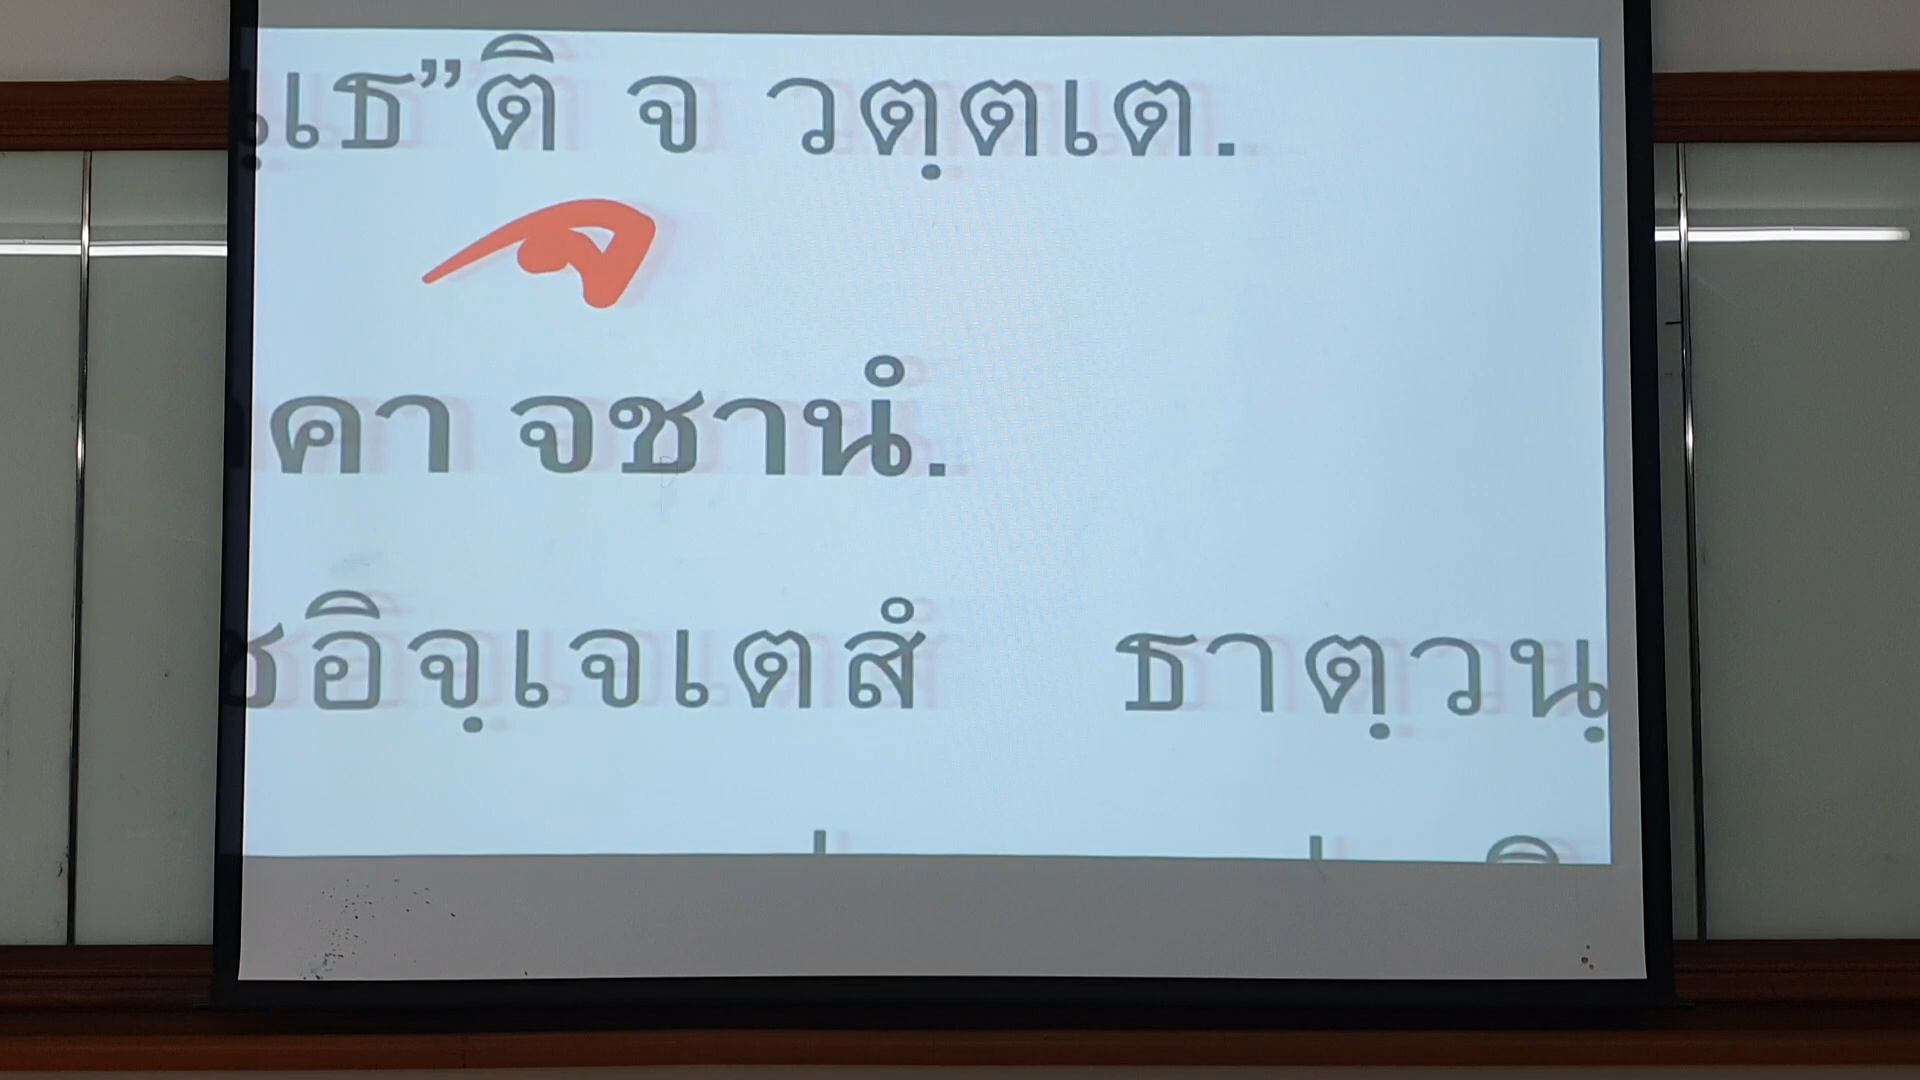 เธ”ติ จ วตฺตเต.
คา จชานํ.
ชอิจฺเจเตสํ ธาตฺวนฺ